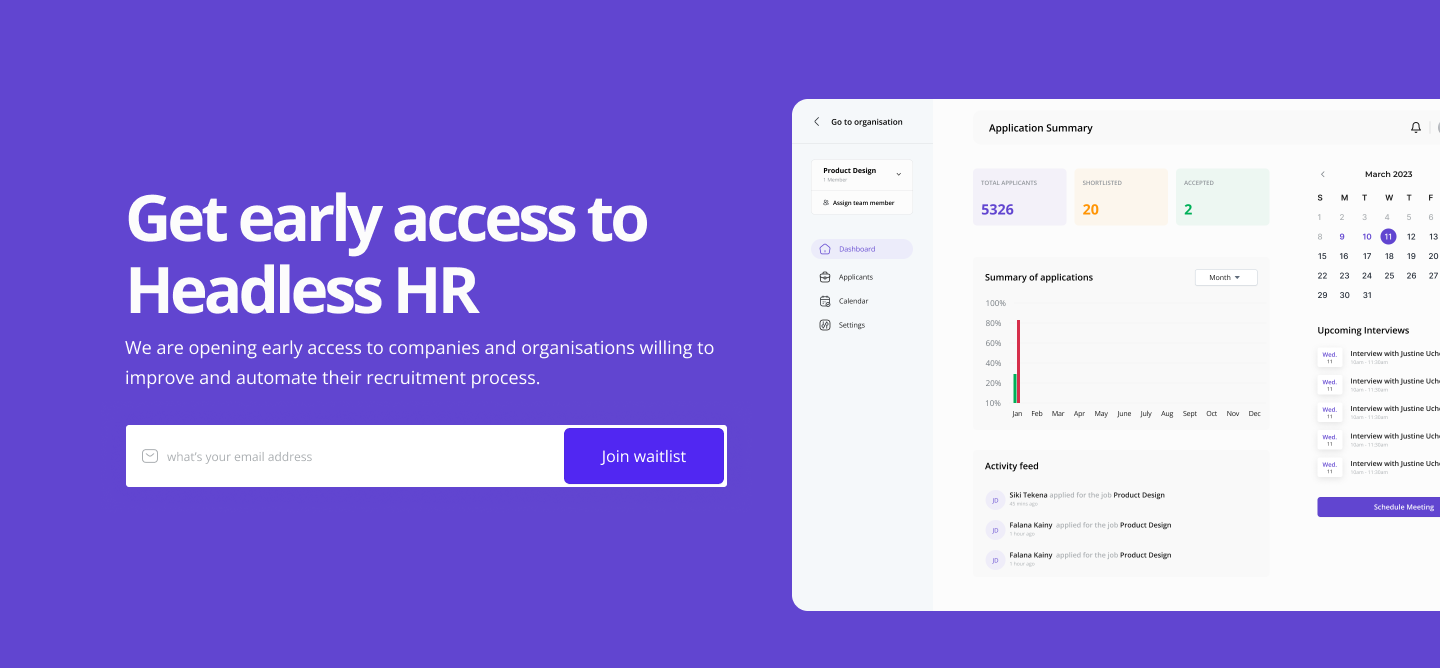 Get early access to
Headless HR
We are opening early access to companies and organisations willing to
improve and automate their recruitment process.
what's your email address
Join waitlist
Go to organisation
Product Design
1 Member
Assign team member
Dashboard
Applicants
Calendar
Settings
Application Summary
TOTAL APPLICANTS
5326
SHORTLISTED
20
ACCEPTED
2
Summary of applications
Month
100%
80%
60%
40%
20%
10%
Jan Feb Mar Apr May June July Aug Sept Oct Nov Dec
Activity feed
JD
Siki Tekena applied for the job Product Design
45 mins ago
JD
Falana Kainy applied for the job Product Design
1 hour ago
JD
Falana Kainy applied for the job Product Design
1 hour ago
March 2023
S M T W T F
1 2 3 4 5 6
8 9 10 11 12 13
15 16 17 18 19 20
22 23 24 25 26 27
29 30 31
Upcoming Interviews
Wed.
11
Interview with Justine Uche
10am - 11:30am
Wed.
11
Interview with Justine Uche
10am - 11:30am
Wed.
11
Interview with Justine Uche
10am - 11:30am
Wed.
11
Interview with Justine Uche
10am - 11:30am
Wed.
11
Interview with Justine Uche
10am - 11:30am
Schedule Meeting